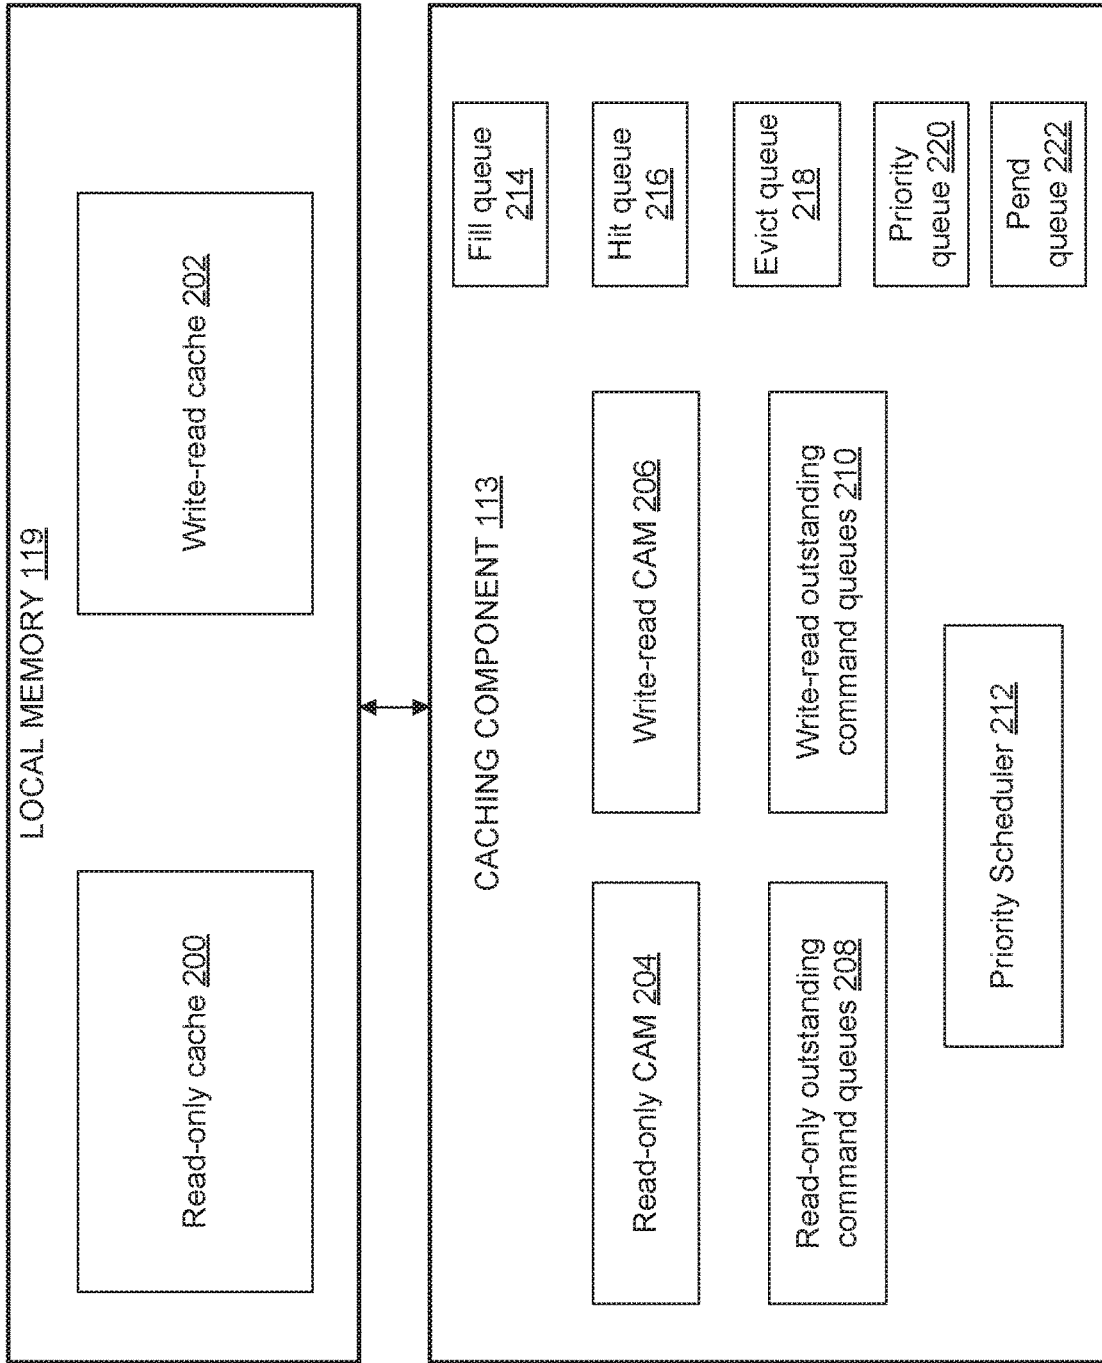 LOCAL MEMORY 119
Read-only cache 200
Write-read cache 202
CACHING COMPONENT 113
Read-only CAM 204
Write-read CAM 206
Read-only outstanding
command queues 208
Write-read outstanding
command queues 210
Priority Scheduler 212
Fill queue
214
Hit queue
216
Evict queue
218
Priority
queue 220
Pend
queue 222